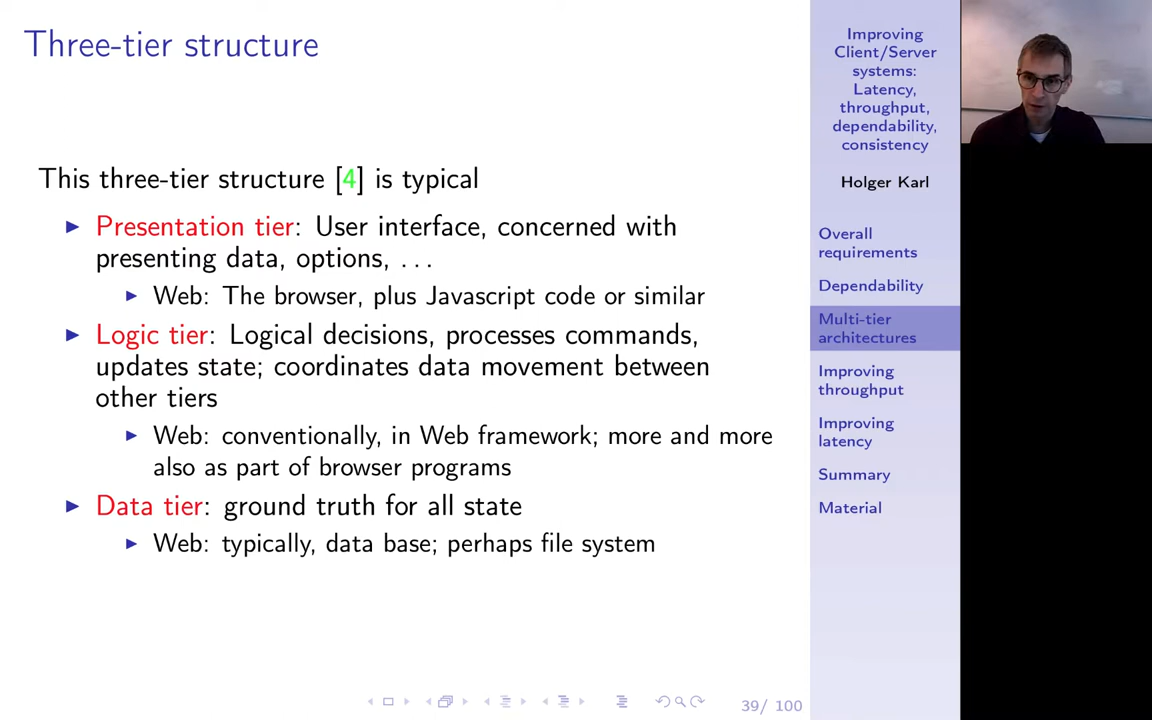 Three-tier structure
This three-tier structure [4] is typical
Presentation tier: User interface, concerned with
presenting data, options, . . .
Web: The browser, plus Javascript code or similar
Logic tier: Logical decisions, processes commands,
updates state; coordinates data movement between
other tiers
Web: conventionally, in Web framework; more and more
also as part of browser programs
Data tier: ground truth for all state
Web: typically, data base; perhaps file system
39/ 100
Improving
Client/Server
systems:
Latency,
throughput,
dependability,
consistency
Holger Karl
Overall
requirements
Dependability
Multi-tier
architectures
Improving
throughput
Improving
latency
Summary
Material